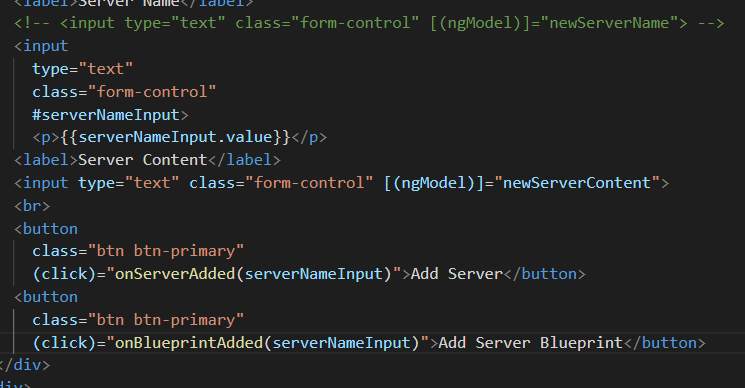 <label>Server Name</label>
<!-- <input type="text" class="form-control" [(ngModel)]="newServerName"> -->
<input
type="text"
class="form-control"
#serverNameInput>
<p>{{serverNameInput.value}}</p>
<label>Server Content</label>
<input type="text" class="form-control" [(ngModel)]="newServerContent">
<br>
<button
class="btn btn-primary"
(click)="onServerAdded(serverNameInput)">Add Server</button>
<button
class="btn btn-primary"
(click)="onBlueprintAdded(serverNameInput)">Add Server Blueprint</button>
</div>
div>